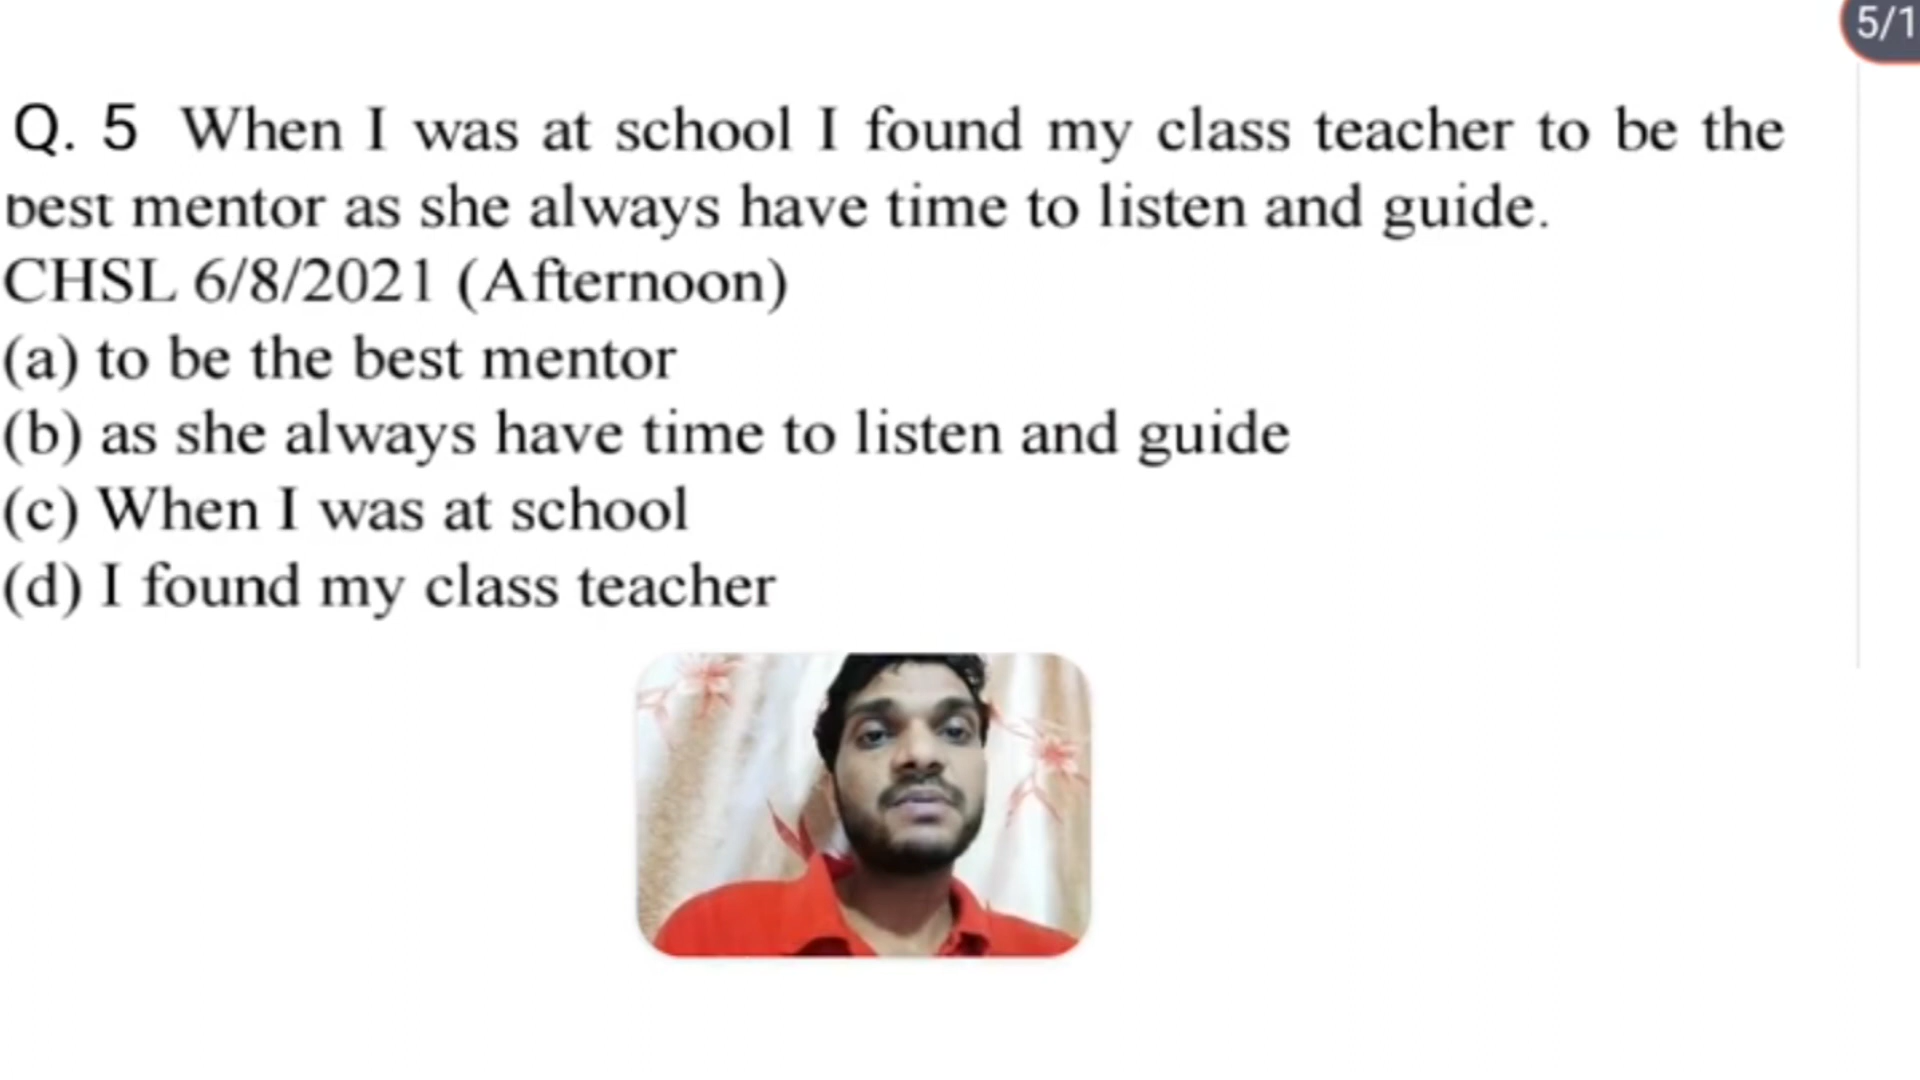 5/1
Q. 5 When I was at school I found my class teacher to be the
best mentor as she always have time to listen and guide.
CHSL 6/8/2021 (Afternoon)
(a) to be the best mentor
(b) as she always have time to listen and guide
(c) When I was at school
(d) I found my class teacher